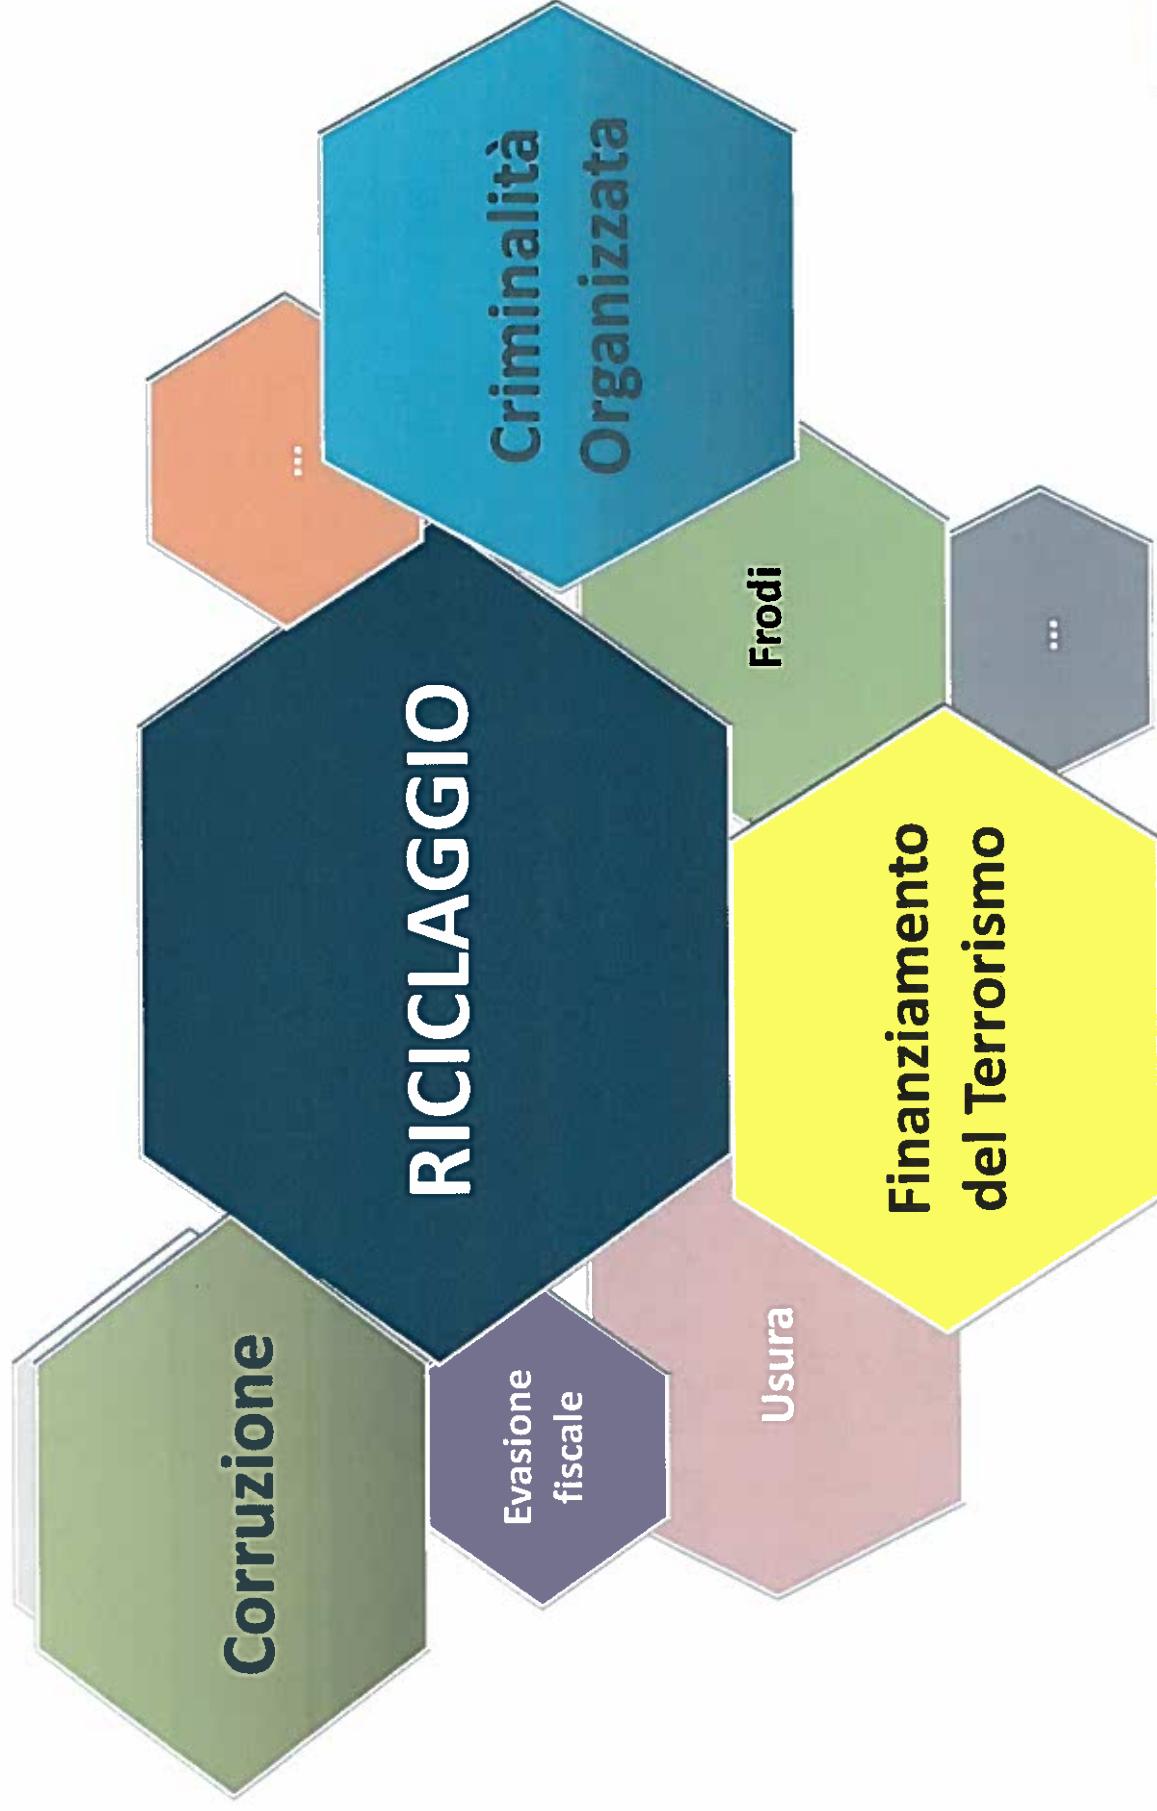 Corruzione
...
RICICLAGGIO
Criminalità
Organizzata
Evasione
fiscale
Usura
Frodi
Finanziamento
del Terrorismo
...